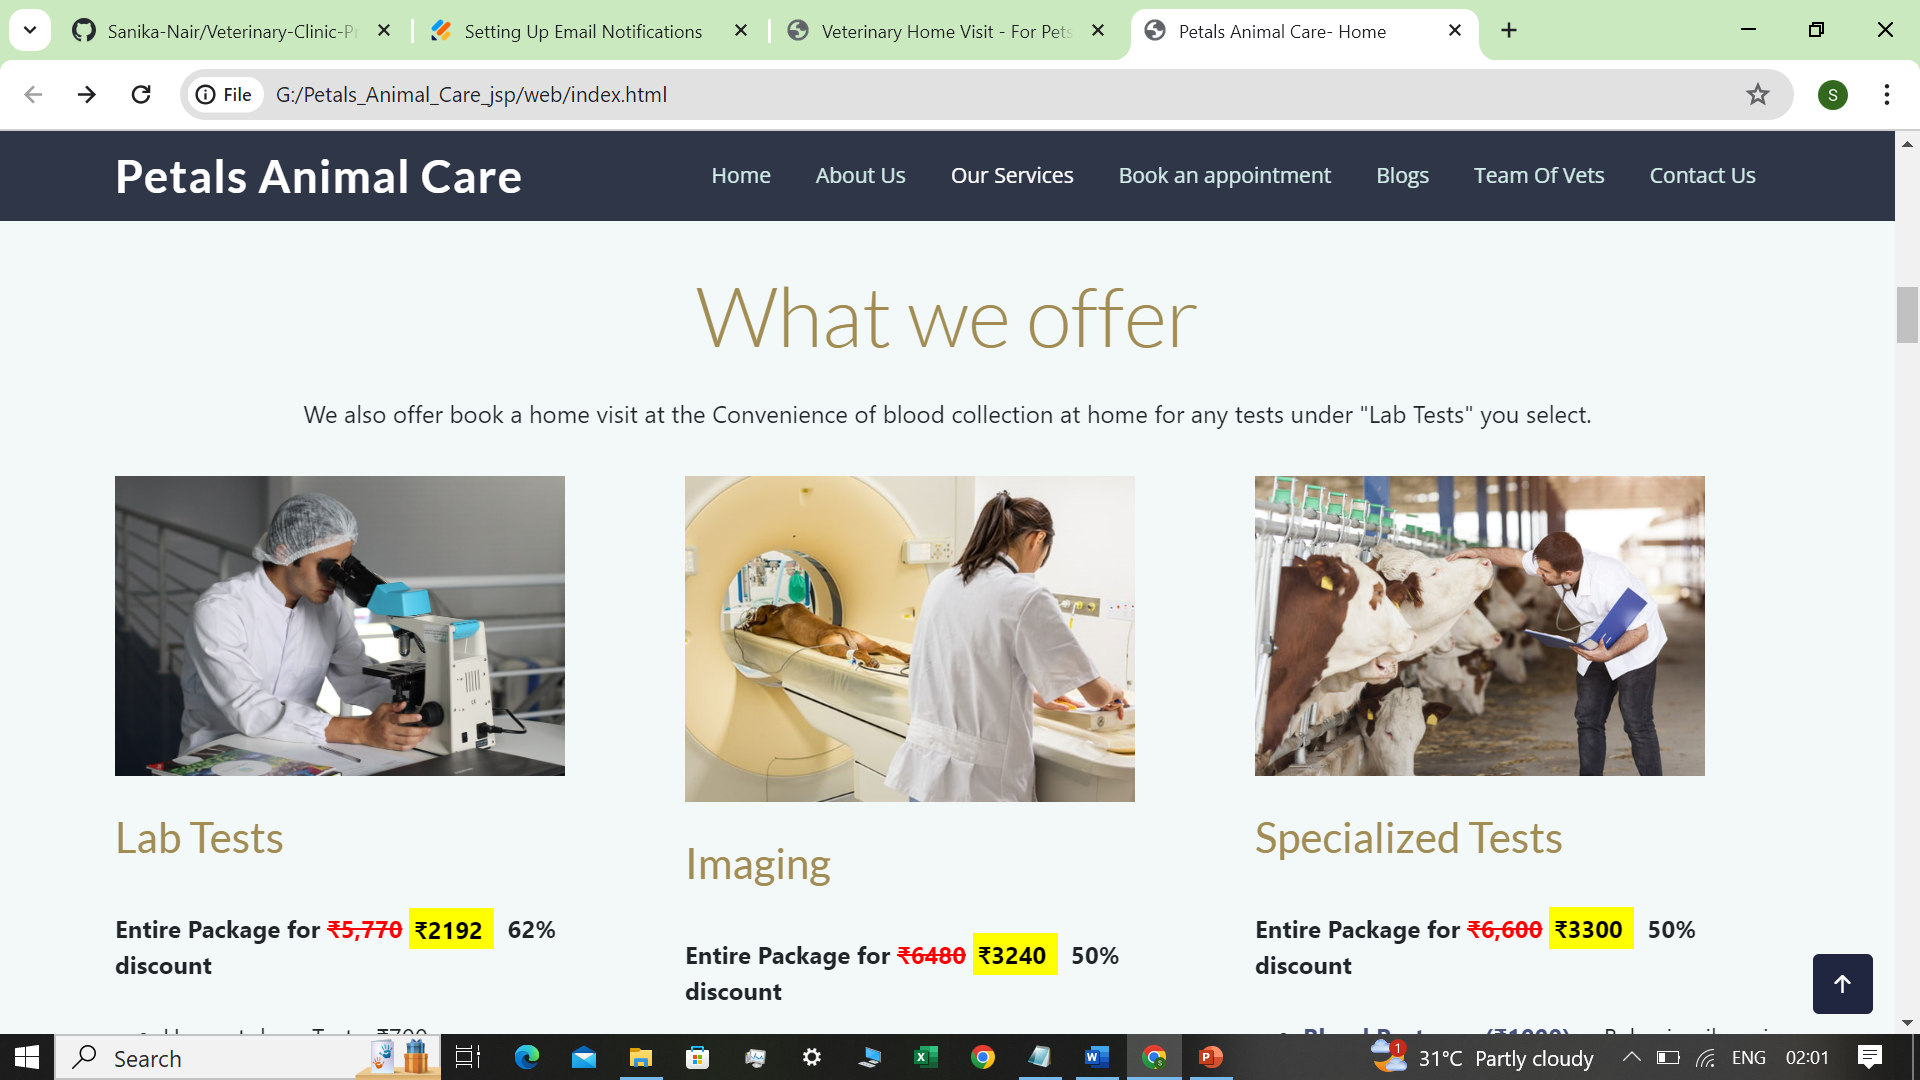 Sanika-Nair/Veterinary-Clinic-P
Setting Up Email Notifications
Veterinary Home Visit - For Pets
Petals Animal Care- Home
File
G:/Petals_Animal_Care_jsp/web/index.html
S
Petals Animal Care
Home
About Us
Our Services
Book an appointment
Blogs
Team Of Vets
Contact Us
What we offer
We also offer book a home visit at the Convenience of blood collection at home for any tests under "Lab Tests" you select.
Lab Tests
Entire Package for ₹5,770 ₹2192 62%
discount
Imaging
Entire Package for ₹6480 ₹3240 50%
discount
Specialized Tests
Entire Package for ₹6,600 ₹3300 50%
discount
Search
1
31°C Partly cloudy
ENG
02:01